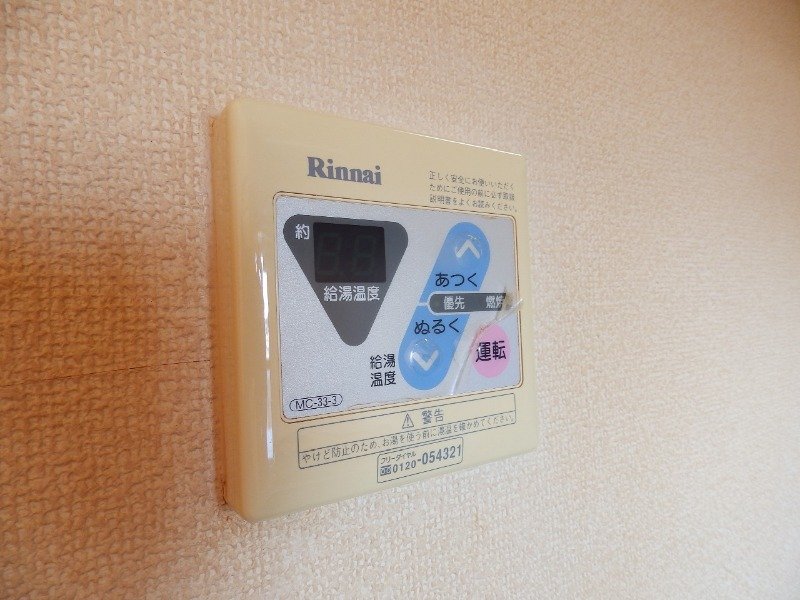 Rinnai
正しく安全にお使いいただく
ためにご使用の前に必ず取扱
説明書をよくお読みください。
約
給湯温度
あつく
優先 燃焼
ぬるく
運転
給湯
温度
MC-33-3
警告
やけど防止のため、お湯を使う前に湯温を確かめてください。
フリーダイヤル
0120-054321